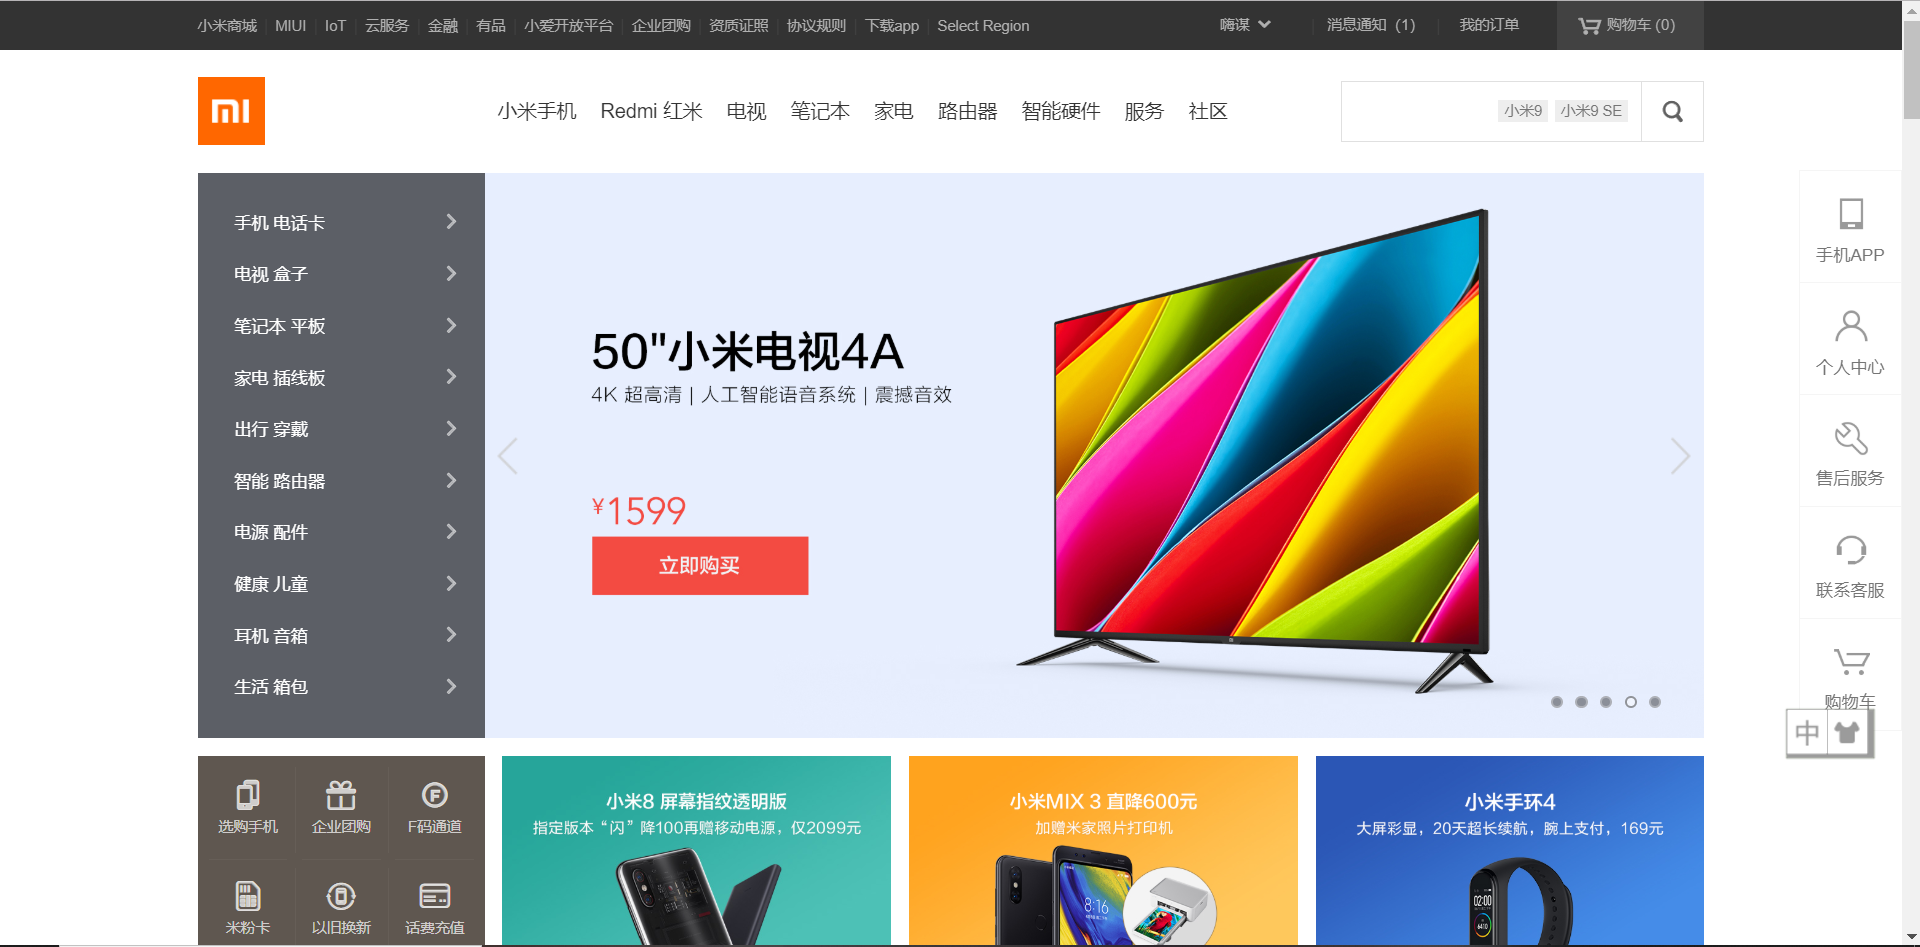 小米商城 MIUI IoT 云服务 金融 有品 小爱开放平台 企业团购 资质证照 协议规则 下载app Select Region 嗨谋 消息通知 (1) 我的订单 购物车 (0)
mi 小米手机 Redmi 红米 电视 笔记本 家电 路由器 智能硬件 服务 社区 小米9 小米9 SE
手机 电话卡
电视 盒子
笔记本 平板
家电 插线板
出行 穿戴
智能 路由器
电源 配件
健康 儿童
耳机 音箱
生活 箱包
50"小米电视4A
4K 超高清 | 人工智能语音系统 | 震撼音效
¥1599
立即购买
手机APP
个人中心
售后服务
联系客服
购物车
中
选购手机 企业团购 F码通道
米粉卡 以旧换新 话费充值
小米8 屏幕指纹透明版
指定版本“闪”降100再赠移动电源，仅2099元
小米MIX 3 直降600元
加赠米家照片打印机
8:16
小米手环4
大屏彩显，20天超长续航，腕上支付，169元
02:00